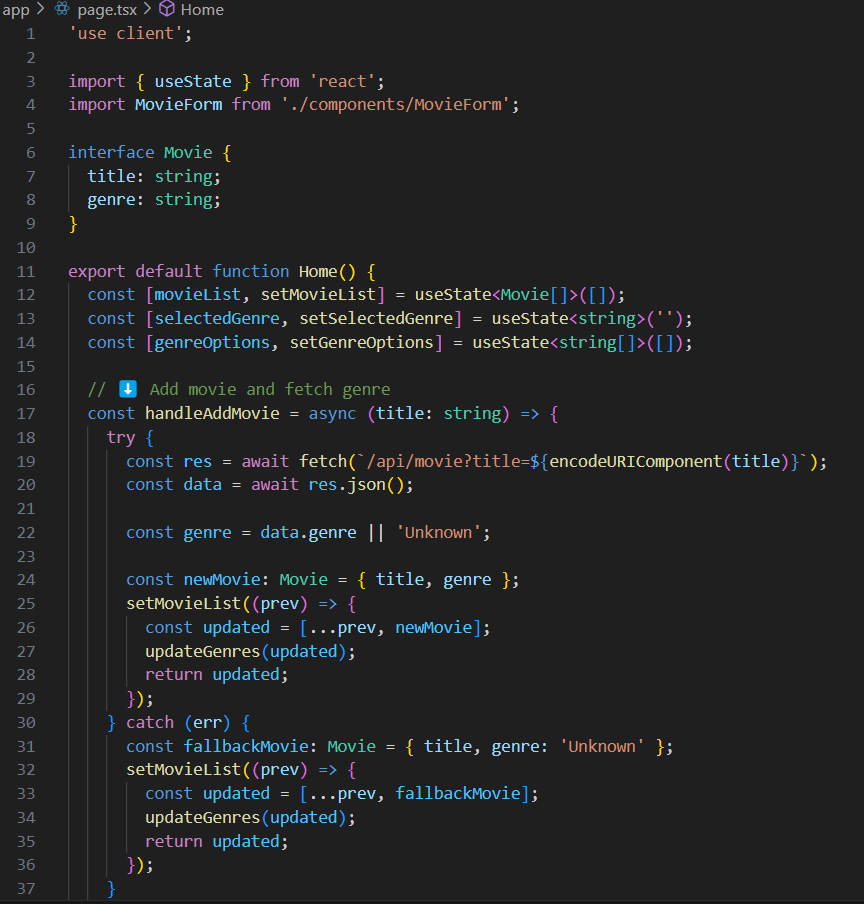 app > page.tsx > Home
1 'use client';
2
3 import { useState } from 'react';
4 import MovieForm from './components/MovieForm';
5
6 interface Movie {
7   title: string;
8   genre: string;
9 }
10
11 export default function Home() {
12   const [movieList, setMovieList] = useState<Movie[]>([]);
13   const [selectedGenre, setSelectedGenre] = useState<string>('');
14   const [genreOptions, setGenreOptions] = useState<string[]>([]);
15
16   // ⬇️ Add movie and fetch genre
17   const handleAddMovie = async (title: string) => {
18     try {
19       const res = await fetch(`/api/movie?title=${encodeURIComponent(title)}`);
20       const data = await res.json();
21
22       const genre = data.genre || 'Unknown';
23
24       const newMovie: Movie = { title, genre };
25       setMovieList((prev) => {
26         const updated = [...prev, newMovie];
27         updateGenres(updated);
28         return updated;
29       });
30     } catch (err) {
31       const fallbackMovie: Movie = { title, genre: 'Unknown' };
32       setMovieList((prev) => {
33         const updated = [...prev, fallbackMovie];
34         updateGenres(updated);
35         return updated;
36       });
37     }